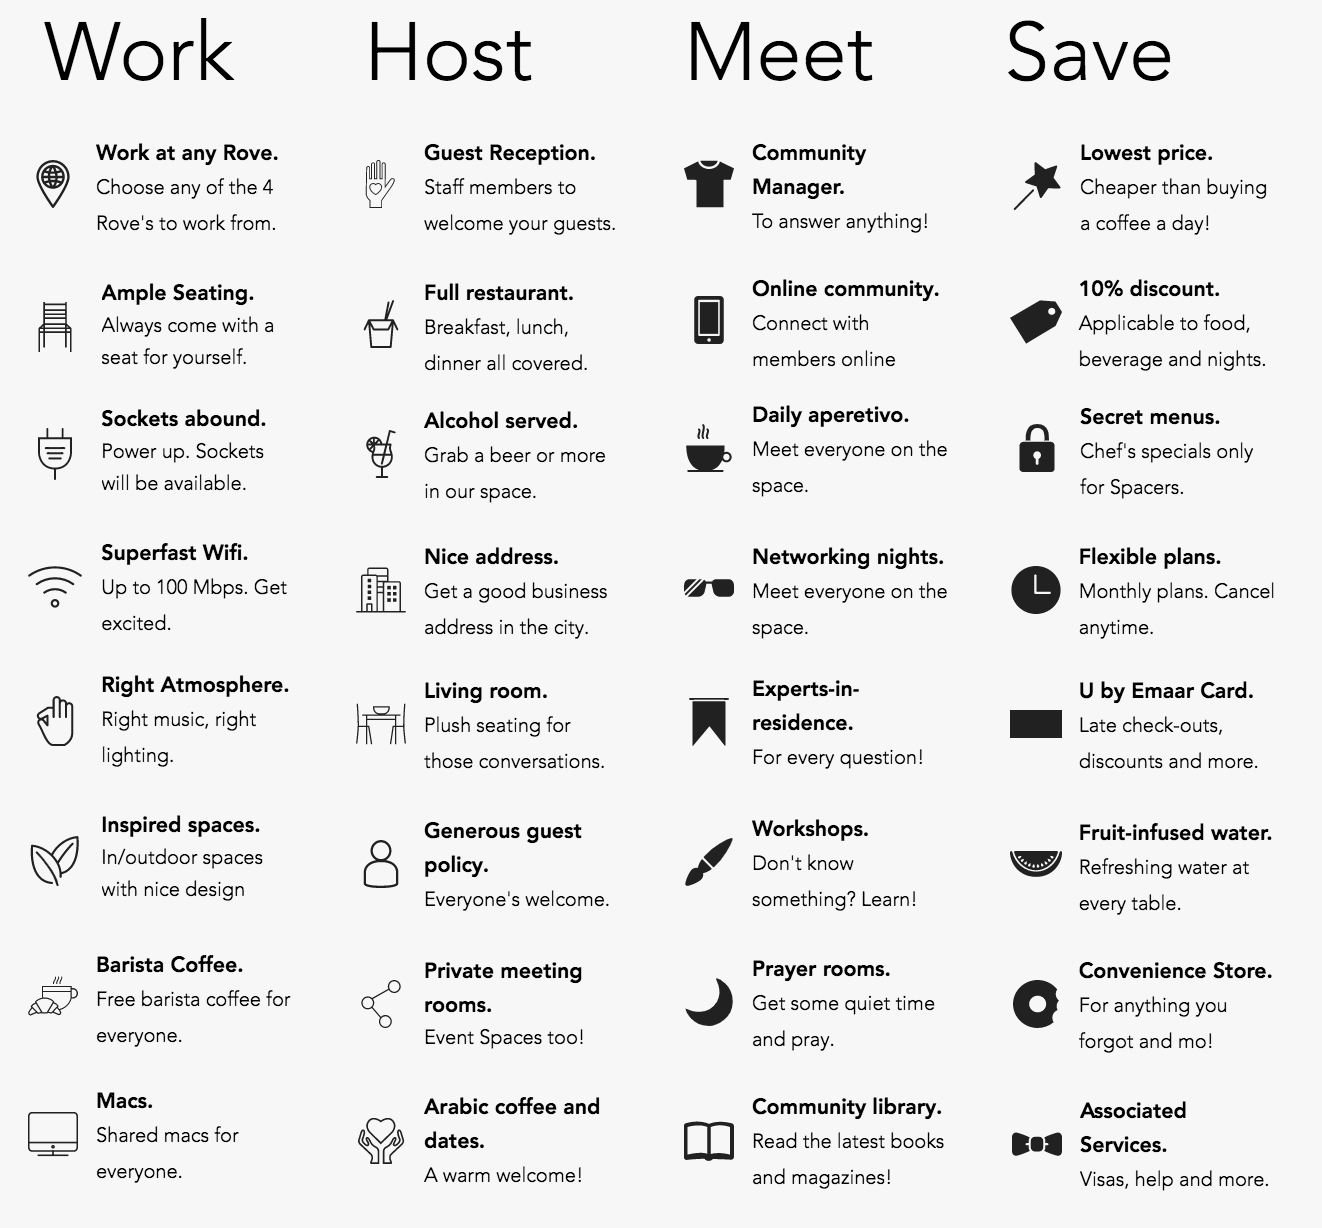 Work
Work at any Rove.
Choose any of the 4
Rove's to work from.
Ample Seating.
Always come with a
seat for yourself.
Sockets abound.
Power up. Sockets
will be available.
Superfast Wifi.
Up to 100 Mbps. Get
excited.
Right Atmosphere.
Right music, right
lighting.
Inspired spaces.
In/outdoor spaces
with nice design
Barista Coffee.
Free barista coffee for
everyone.
Macs.
Shared macs for
everyone.
Host
Guest Reception.
Staff members to
welcome your guests.
Full restaurant.
Breakfast, lunch,
dinner all covered.
Alcohol served.
Grab a beer or more
in our space.
Nice address.
Get a good business
address in the city.
Living room.
Plush seating for
those conversations.
Generous guest
policy.
Everyone's welcome.
Private meeting
rooms.
Event Spaces too!
Arabic coffee and
dates.
A warm welcome!
Meet
Community
Manager.
To answer anything!
Online community.
Connect with
members online
Daily aperetivo.
Meet everyone on the
space.
Networking nights.
Meet everyone on the
space.
Experts-in-
residence.
For every question!
Workshops.
Don't know
something? Learn!
Prayer rooms.
Get some quiet time
and pray.
Community library.
Read the latest books
and magazines!
Save
Lowest price.
Cheaper than buying
a coffee a day!
10% discount.
Applicable to food,
beverage and nights.
Secret menus.
Chef's specials only
for Spacers.
Flexible plans.
Monthly plans. Cancel
anytime.
U by Emaar Card.
Late check-outs,
discounts and more.
Fruit-infused water.
Refreshing water at
every table.
Convenience Store.
For anything you
forgot and mo!
Associated
Services.
Visas, help and more.